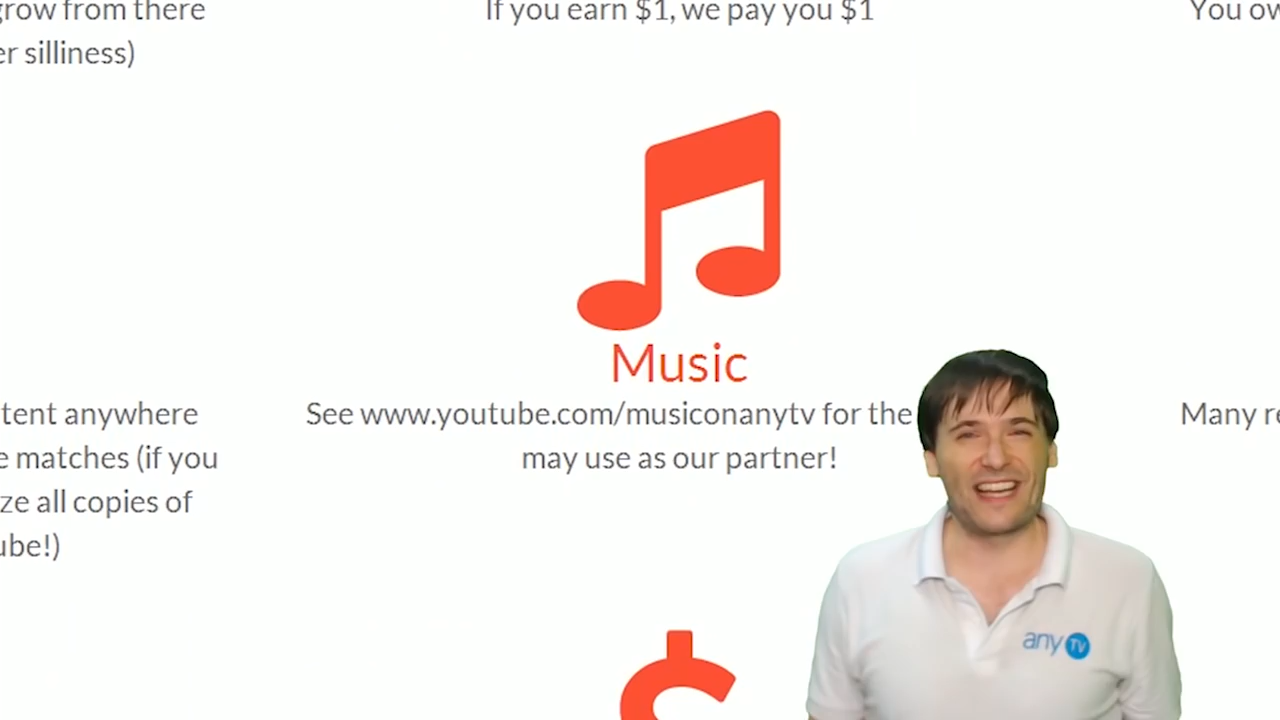 grow from there
er silliness)
If you earn $1, we pay you $1
You ow
Music
tent anywhere
e matches (if you
ze all copies of
ube!)
See www.youtube.com/musiconanytv for the
may use as our partner!
Many re
any TV